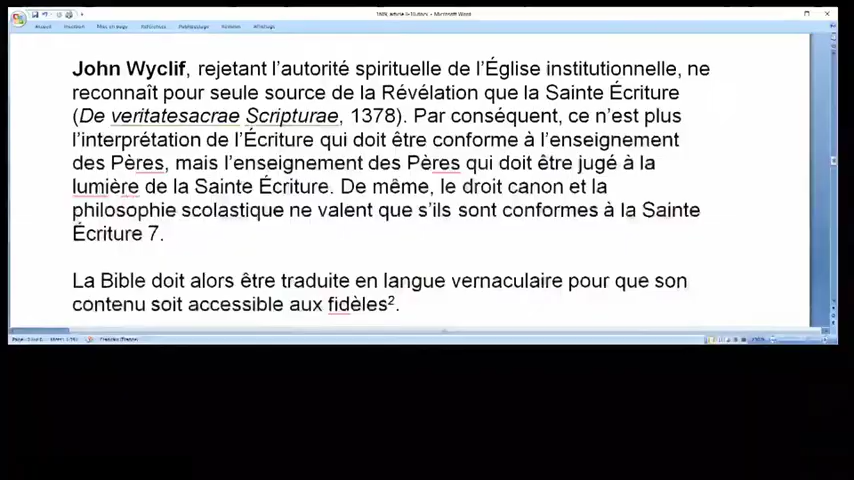 John Wyclif, rejetant l’autorité spirituelle de l’Église institutionnelle, ne
reconnaît pour seule source de la Révélation que la Sainte Écriture
(De veritatesacrae Scripturae, 1378). Par conséquent, ce n’est plus
l’interprétation de l’Écriture qui doit être conforme à l’enseignement
des Pères, mais l’enseignement des Pères qui doit être jugé à la
lumière de la Sainte Écriture. De même, le droit canon et la
philosophie scolastique ne valent que s’ils sont conformes à la Sainte
Écriture 7.
La Bible doit alors être traduite en langue vernaculaire pour que son
contenu soit accessible aux fidèles².